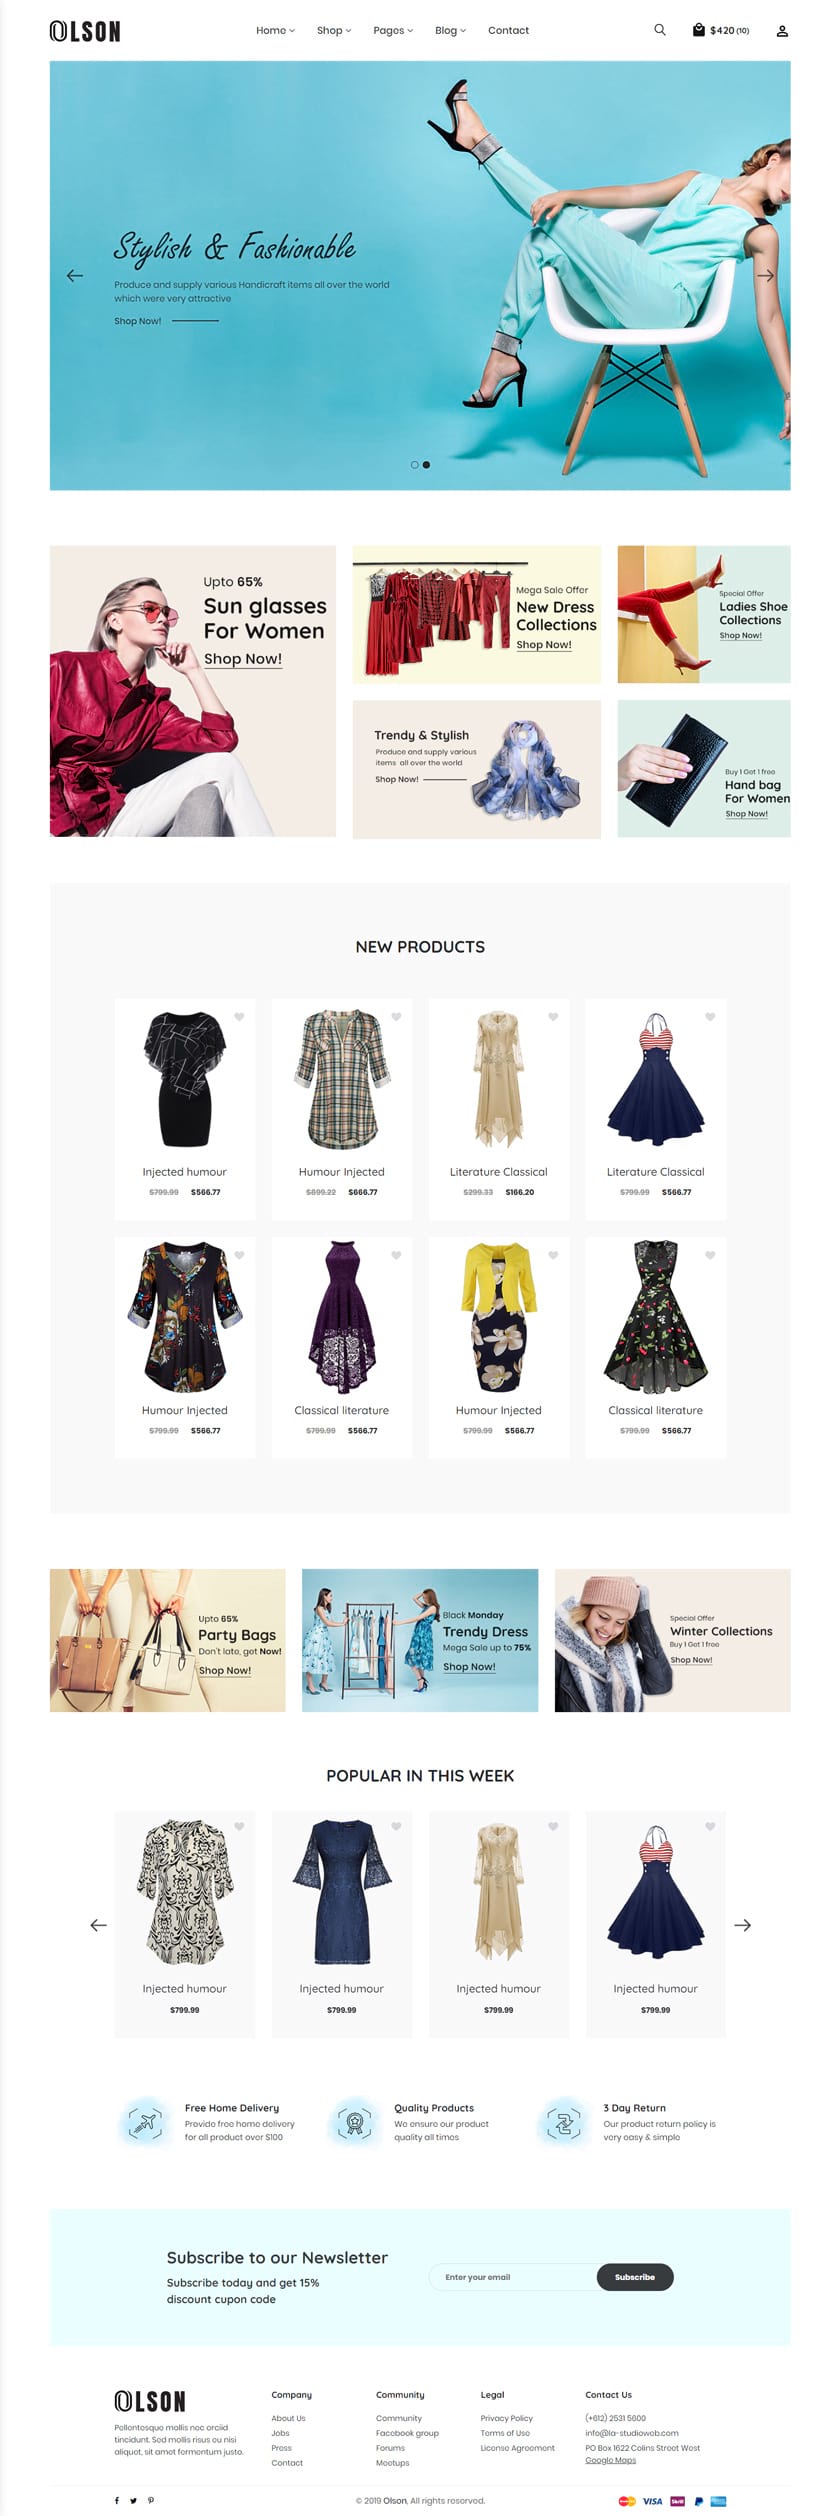 OLSON
Home Shop Pages Blog Contact
$420 (10)
Stylish & Fashionable
Produce and supply various Handicraft items all over the world
which were very attractive
Shop Now!
Upto 65%
Sun glasses
For Women
Shop Now!
Mega Sale Offer
New Dress
Collections
Shop Now!
Special Offer
Ladies Shoe
Collections
Shop Now!
Trendy & Stylish
Produce and supply various
items all over the world
Shop Now!
Buy 1 Get 1 free
Hand bag
For Women
Shop Now!
NEW PRODUCTS
Injected humour
$799.99 $566.77
Humour Injected
$899.22 $666.77
Literature Classical
$299.33 $166.20
Literature Classical
$799.99 $566.77
Humour Injected
$799.99 $566.77
Classical literature
$799.99 $566.77
Humour Injected
$799.99 $566.77
Classical literature
$799.99 $566.77
Upto 65%
Party Bags
Don't late, get Now!
Shop Now!
Black Monday
Trendy Dress
Mega Sale up to 75%
Shop Now!
Special Offer
Winter Collections
Buy 1 Get 1 free
Shop Now!
POPULAR IN THIS WEEK
Injected humour
$799.99
Injected humour
$799.99
Injected humour
$799.99
Injected humour
$799.99
Free Home Delivery
Provide free home delivery
for all product over $100
Quality Products
We ensure our product
quality all times
3 Day Return
Our product return policy is
very easy & simple
Subscribe to our Newsletter
Subscribe today and get 15%
discount cupon code
Enter your email
Subscribe
OLSON
Pellentesque mollis nec orciid
tincidunt. Sed mollis risus eu nisi
aliquet, sit amet fermentum justo.
Company
About Us
Jobs
Press
Contact
Community
Community
Facebook group
Forums
Meetups
Legal
Privacy Policy
Terms of Use
License Agreement
Contact Us
(+612) 2531 5600
info@la-studioweb.com
PO Box 1622 Colins Street West
Google Maps
© 2019 Olson, All rights reserved.
VISA
Skrill